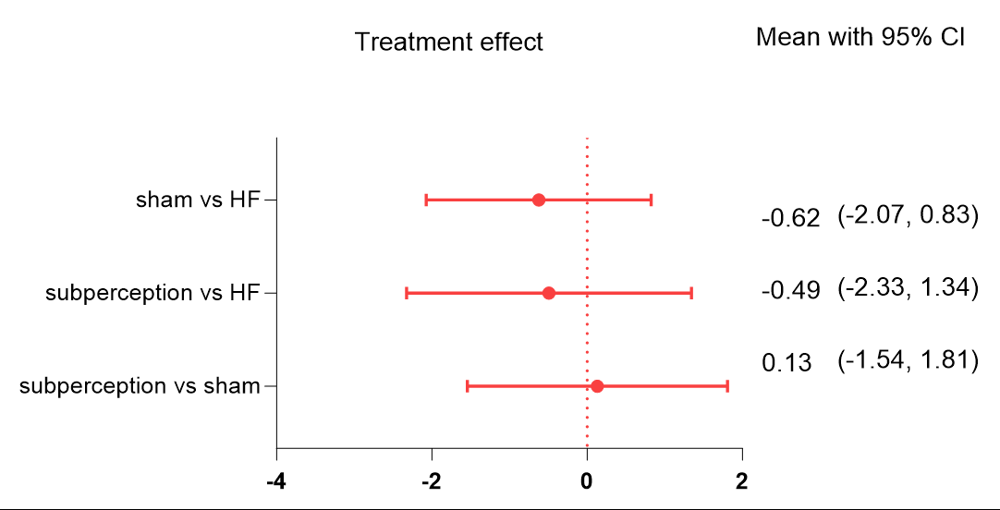 Treatment effect
Mean with 95% CI
sham vs HF
-0.62 (-2.07, 0.83)
subperception vs HF
-0.49 (-2.33, 1.34)
subperception vs sham
0.13 (-1.54, 1.81)
-4 -2 0 2